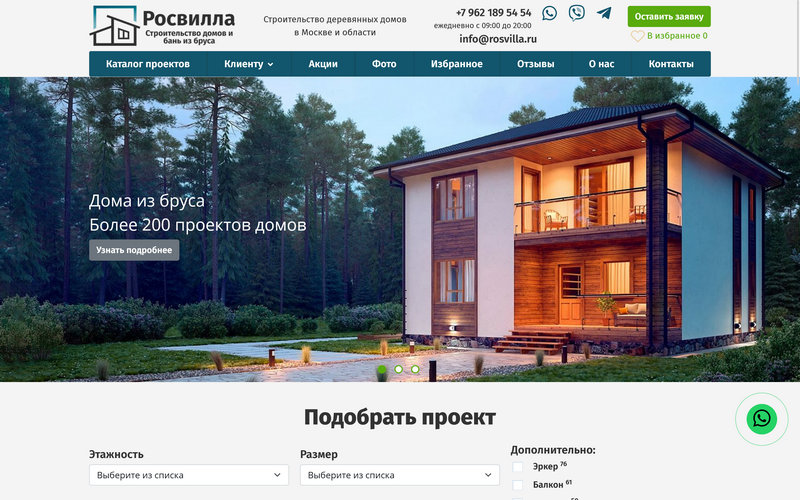 Росвилла
Строительство домов и
бань из бруса
Строительство деревянных домов
в Москве и области
+7 962 189 54 54
ежедневно с 09:00 до 20:00
info@rosvilla.ru
Оставить заявку
В избранное 0
Каталог проектов
Клиенту
Акции
Фото
Избранное
Отзывы
О нас
Контакты
Дома из бруса
Более 200 проектов домов
Узнать подробнее
Подобрать проект
Этажность
Выберите из списка
Размер
Выберите из списка
Дополнительно:
Эркер 76
Балкон 61